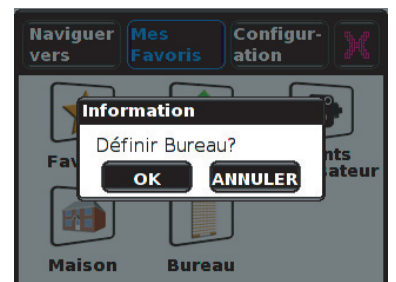 Naviguer
vers
Mes
Favoris
Configur-
ation
Information
Définir Bureau?
OK
ANNULER
Maison
Bureau